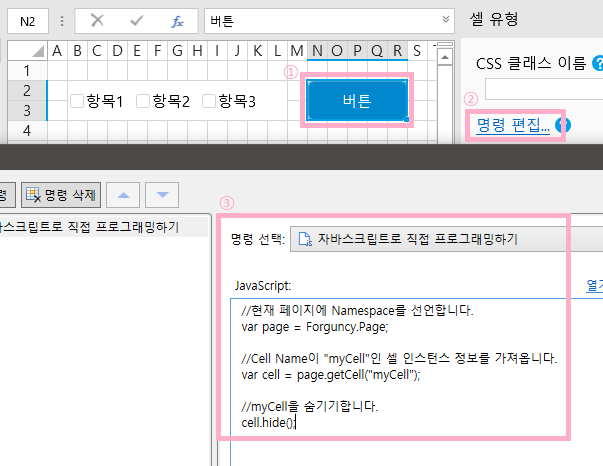 N2
fx
버튼
셀 유형
A B C D E F G H I J K L M N O P Q R S
1
CSS 클래스 이름 ?
2
항목1 항목2 항목3
①
버튼
3
②
명령 편집... ?
4
명령 삭제
바스크립트로 직접 프로그래밍하기
③
명령 선택: 자바스크립트로 직접 프로그래밍하기
JavaScript:
//현재 페이지에 Namespace를 선언합니다.
var page = Forguncy.Page;
//Cell Name이 "myCell"인 셀 인스턴스 정보를 가져옵니다.
var cell = page.getCell("myCell");
//myCell을 숨기기합니다.
cell.hide();